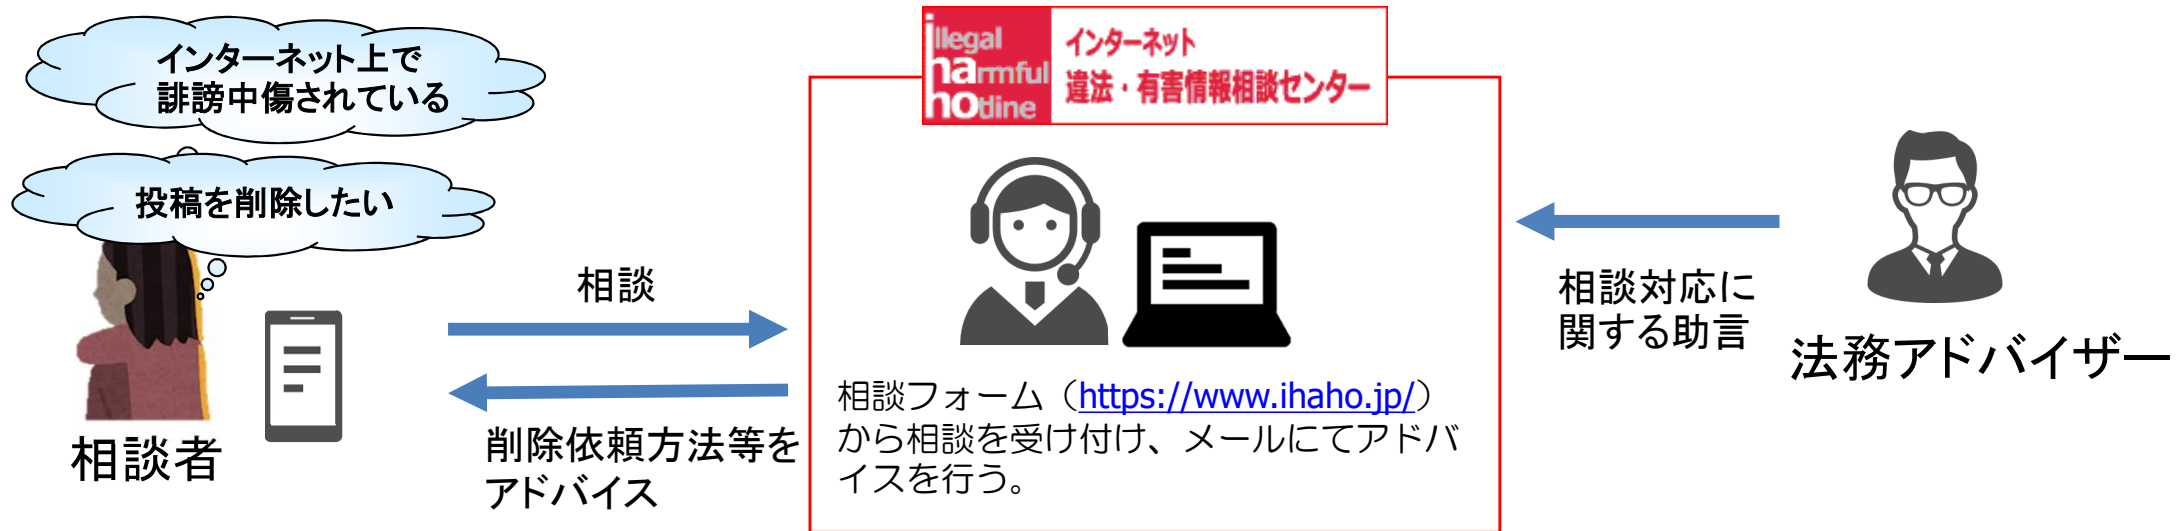 インターネット上で
誹謗中傷されている
投稿を削除したい
相談者
相談
削除依頼方法等を
アドバイス
illegal
harmful
hotline
インターネット
違法・有害情報相談センター
相談フォーム（https://www.ihaho.jp/）
から相談を受け付け、メールにてアドバ
イスを行う。
相談対応に
関する助言
法務アドバイザー